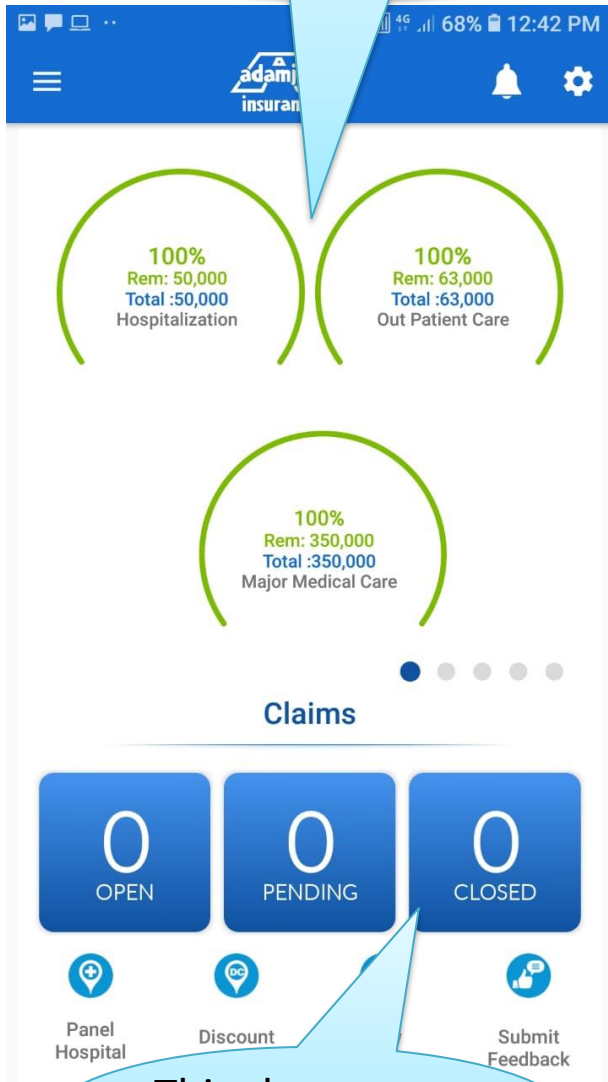 4G 68% 12:42 PM
100%
Rem: 50,000
Total :50,000
Hospitalization
100%
Rem: 63,000
Total :63,000
Out Patient Care
100%
Rem: 350,000
Total :350,000
Major Medical Care
Claims
0
OPEN
0
PENDING
0
CLOSED
Panel
Hospital
Discount
Submit
Feedback